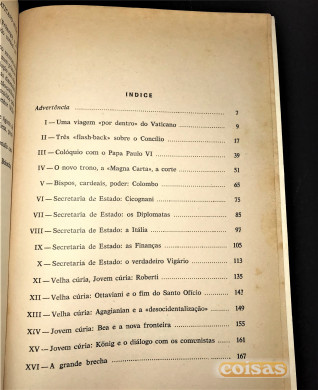 INDICE
Advertência 7
I — Uma viagem «por dentro» do Vaticano 9
II — Três «flash-back» sobre o Concílio 17
III — Colóquio com o Papa Paulo VI 39
IV — O novo trono, a «Magna Carta», a corte 51
V — Bispos, cardeais, poder: Colombo 65
VI — Secretaria de Estado: Cicognani 75
VII — Secretaria de Estado: os Diplomatas 85
VIII — Secretaria de Estado: a Itália 97
IX — Secretaria de Estado: as Finanças 105
X — Secretaria de Estado: o verdadeiro Vigário 113
XI — Velha cúria, Jovem cúria: Roberti 135
XII — Velha cúria: Ottaviani e o fim do Santo Ofício 142
XIII — Velha cúria: Agagianian e a «desocidentalização» 149
XIV — Jovem cúria: Bea e a nova fronteira 155
XV — Jovem cúria: König e o diálogo com os comunistas 161
XVI — A grande brecha 167
coisas